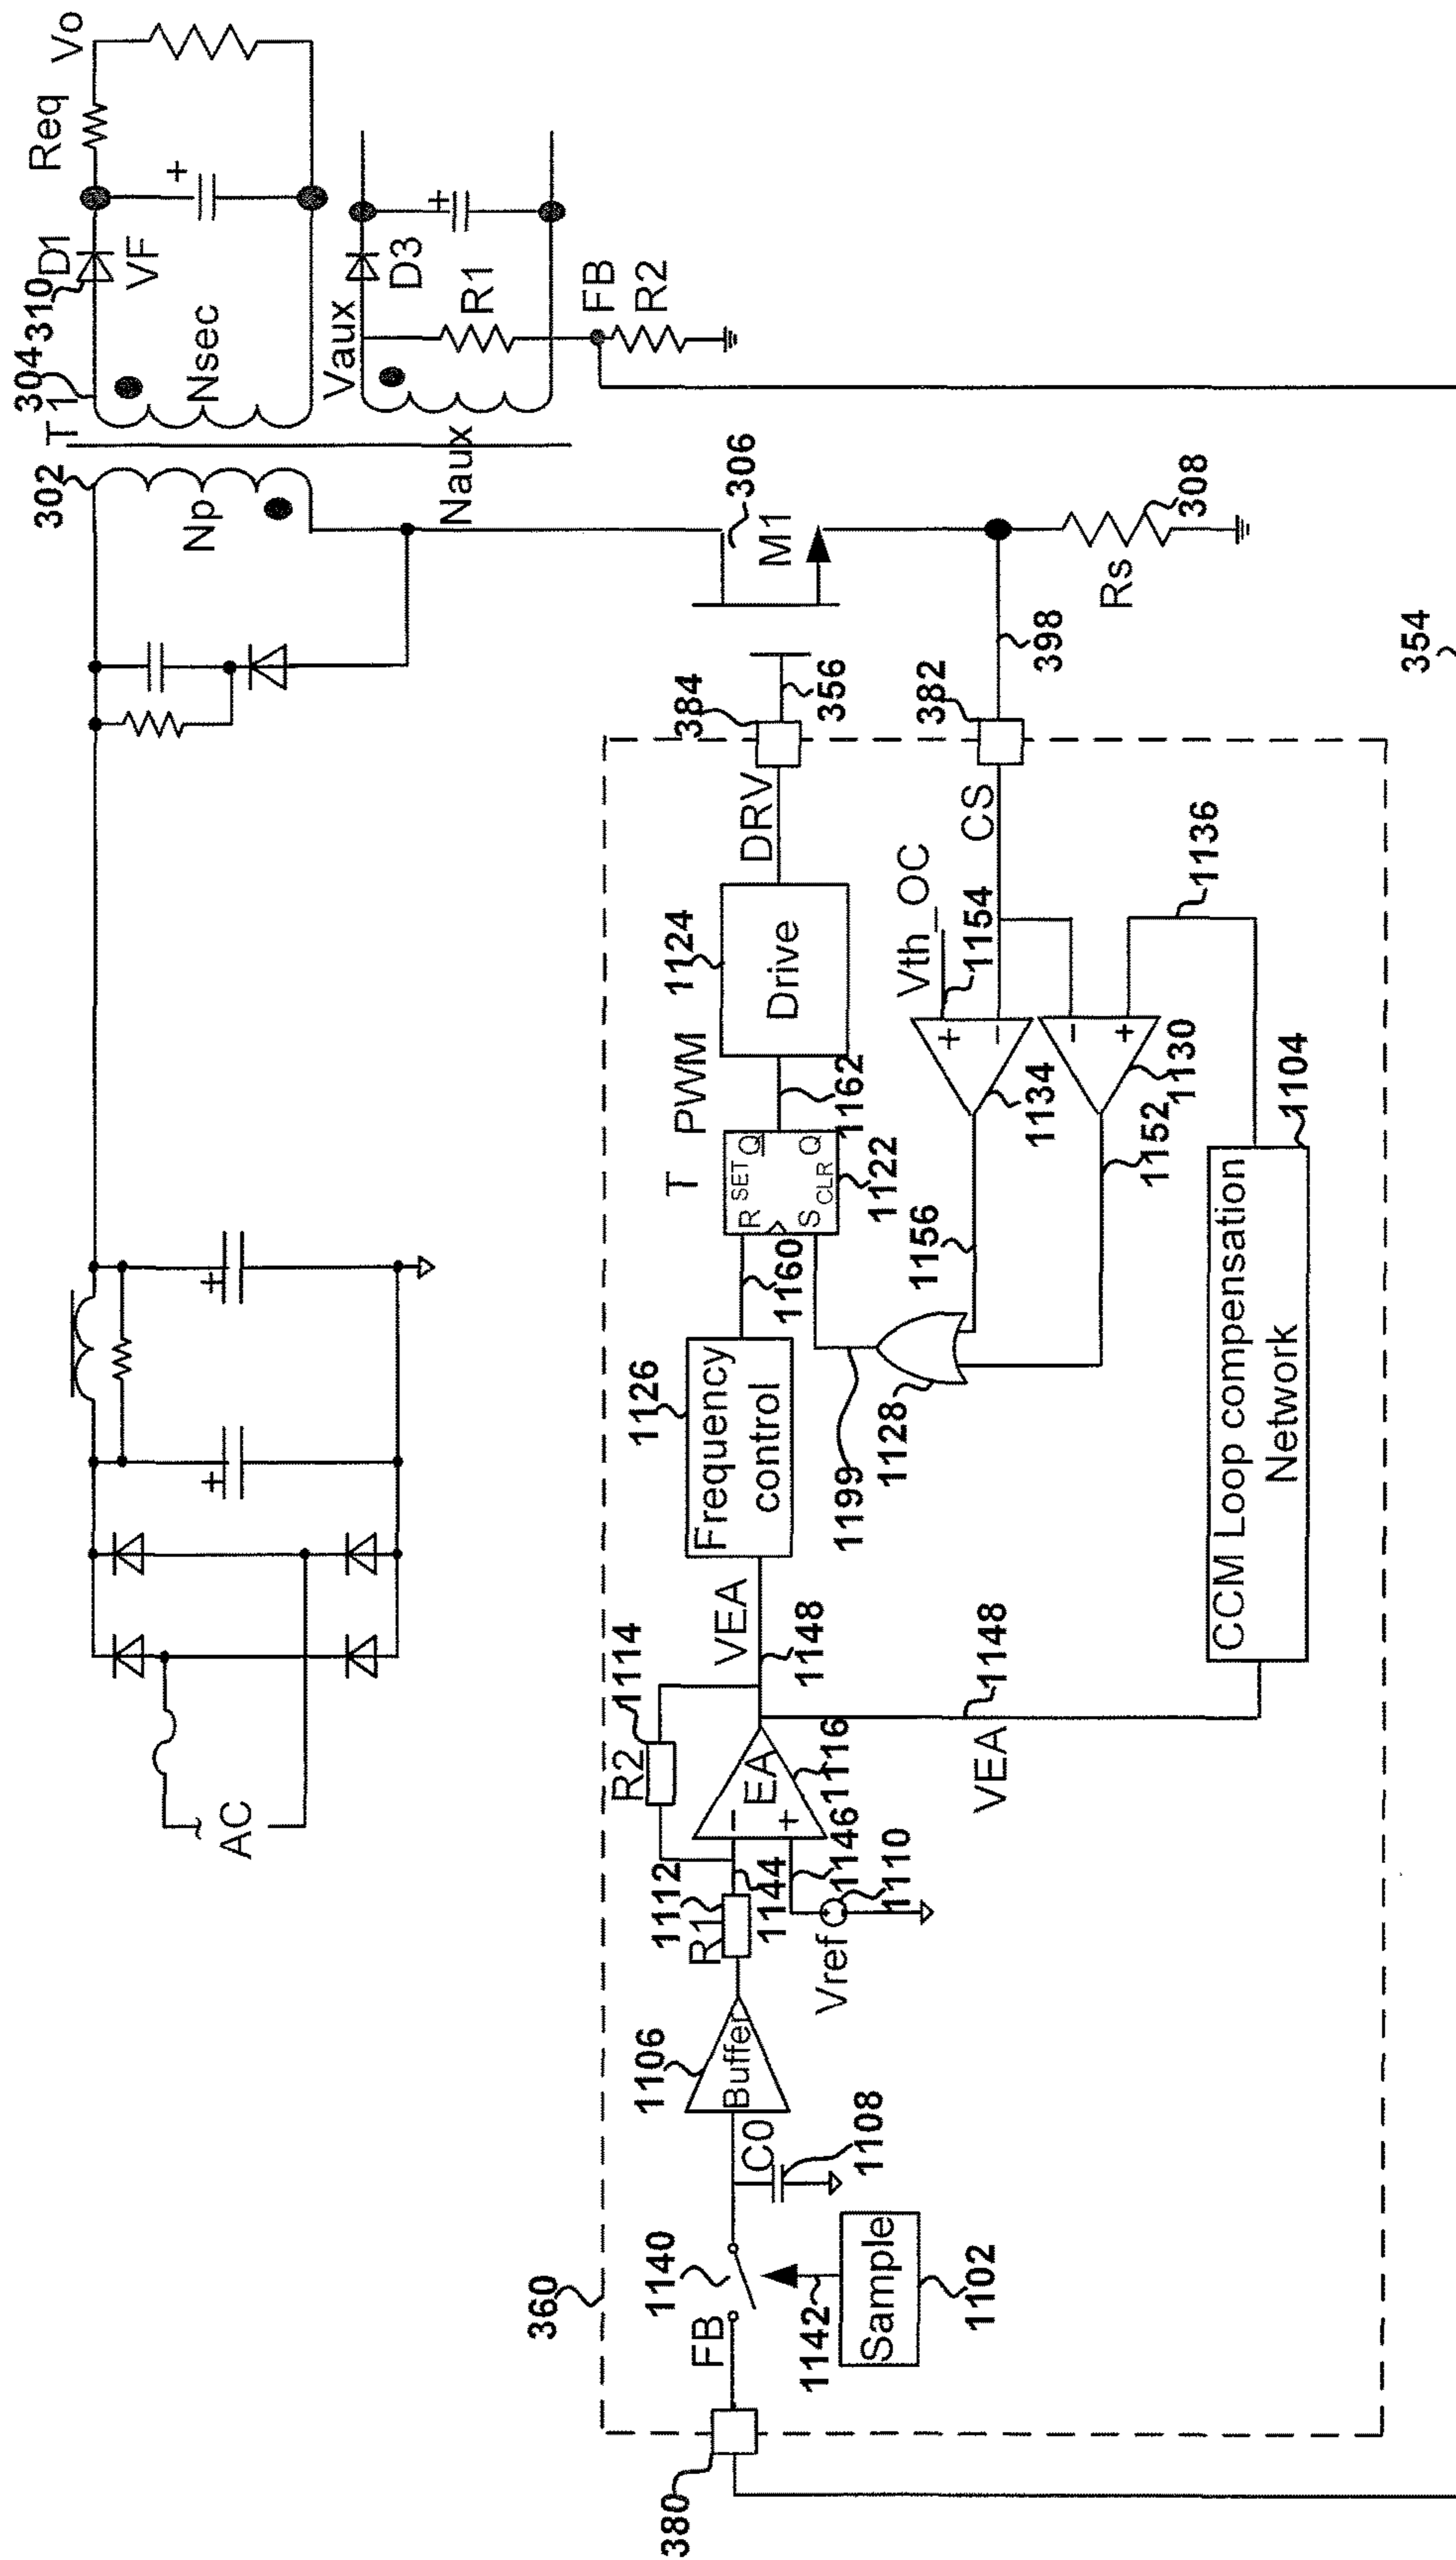 AC
302
Np
T1
304
310
D1
VF
Nsec
Req
Vo
Vaux
Naux
D3
R1
FB
R2
306
M1
308
Rs
398
356
354
360
380
FB
1140
1142
Sample
1102
C0
1108
1106
Buffer
R1
1112
1144
Vref
1110
1146
R2
1114
EA
1116
VEA
1148
VEA
1148
1126
Frequency
control
1160
T
R
SET
Q
S
CLR
Q
1122
PWM
1162
1124
Drive
DRV
384
382
CS
Vth_OC
1154
1134
1156
1130
1152
1136
1128
1199
CCM Loop compensation
Network
1104